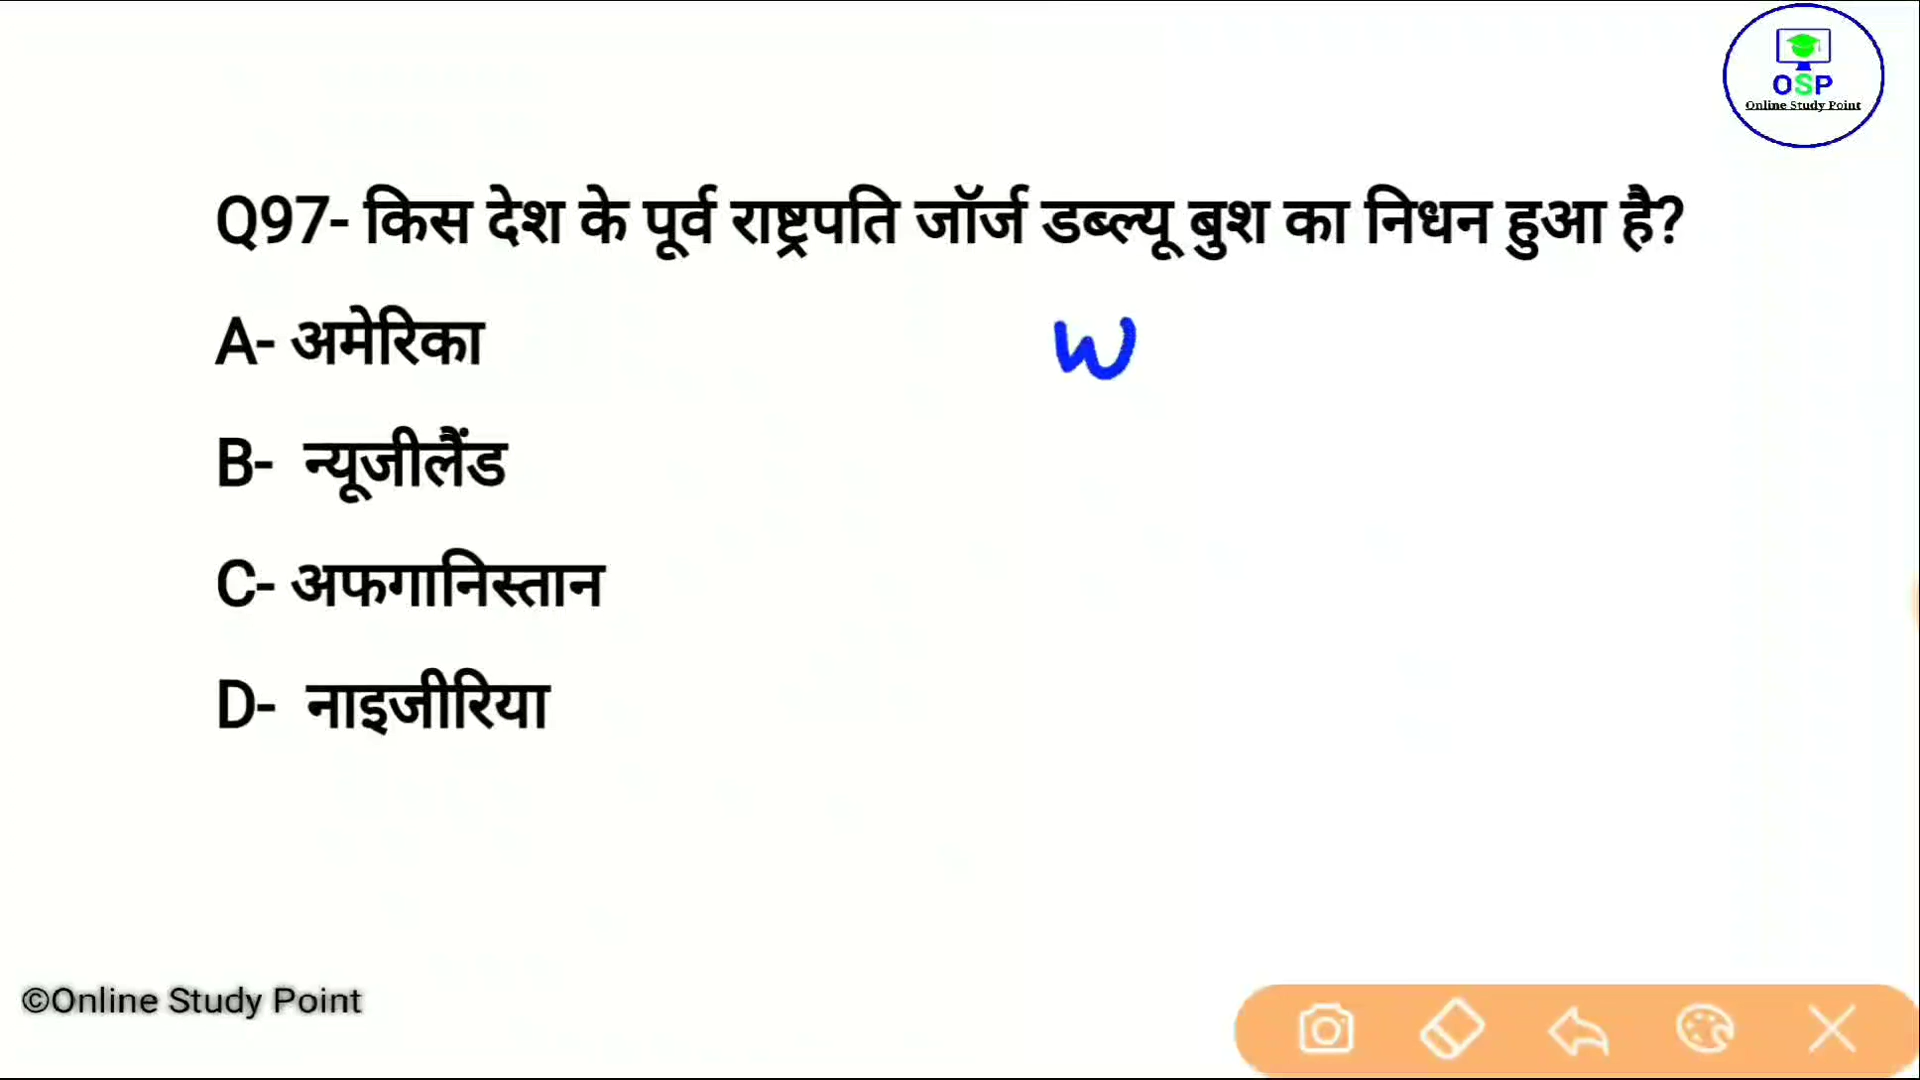 OSP
Online Study Point
Q97- किस देश के पूर्व राष्ट्रपति जॉर्ज डब्ल्यू बुश का निधन हुआ है?
A- अमेरिका
W
B- न्यूजीलैंड
C- अफगानिस्तान
D- नाइजीरिया
©Online Study Point